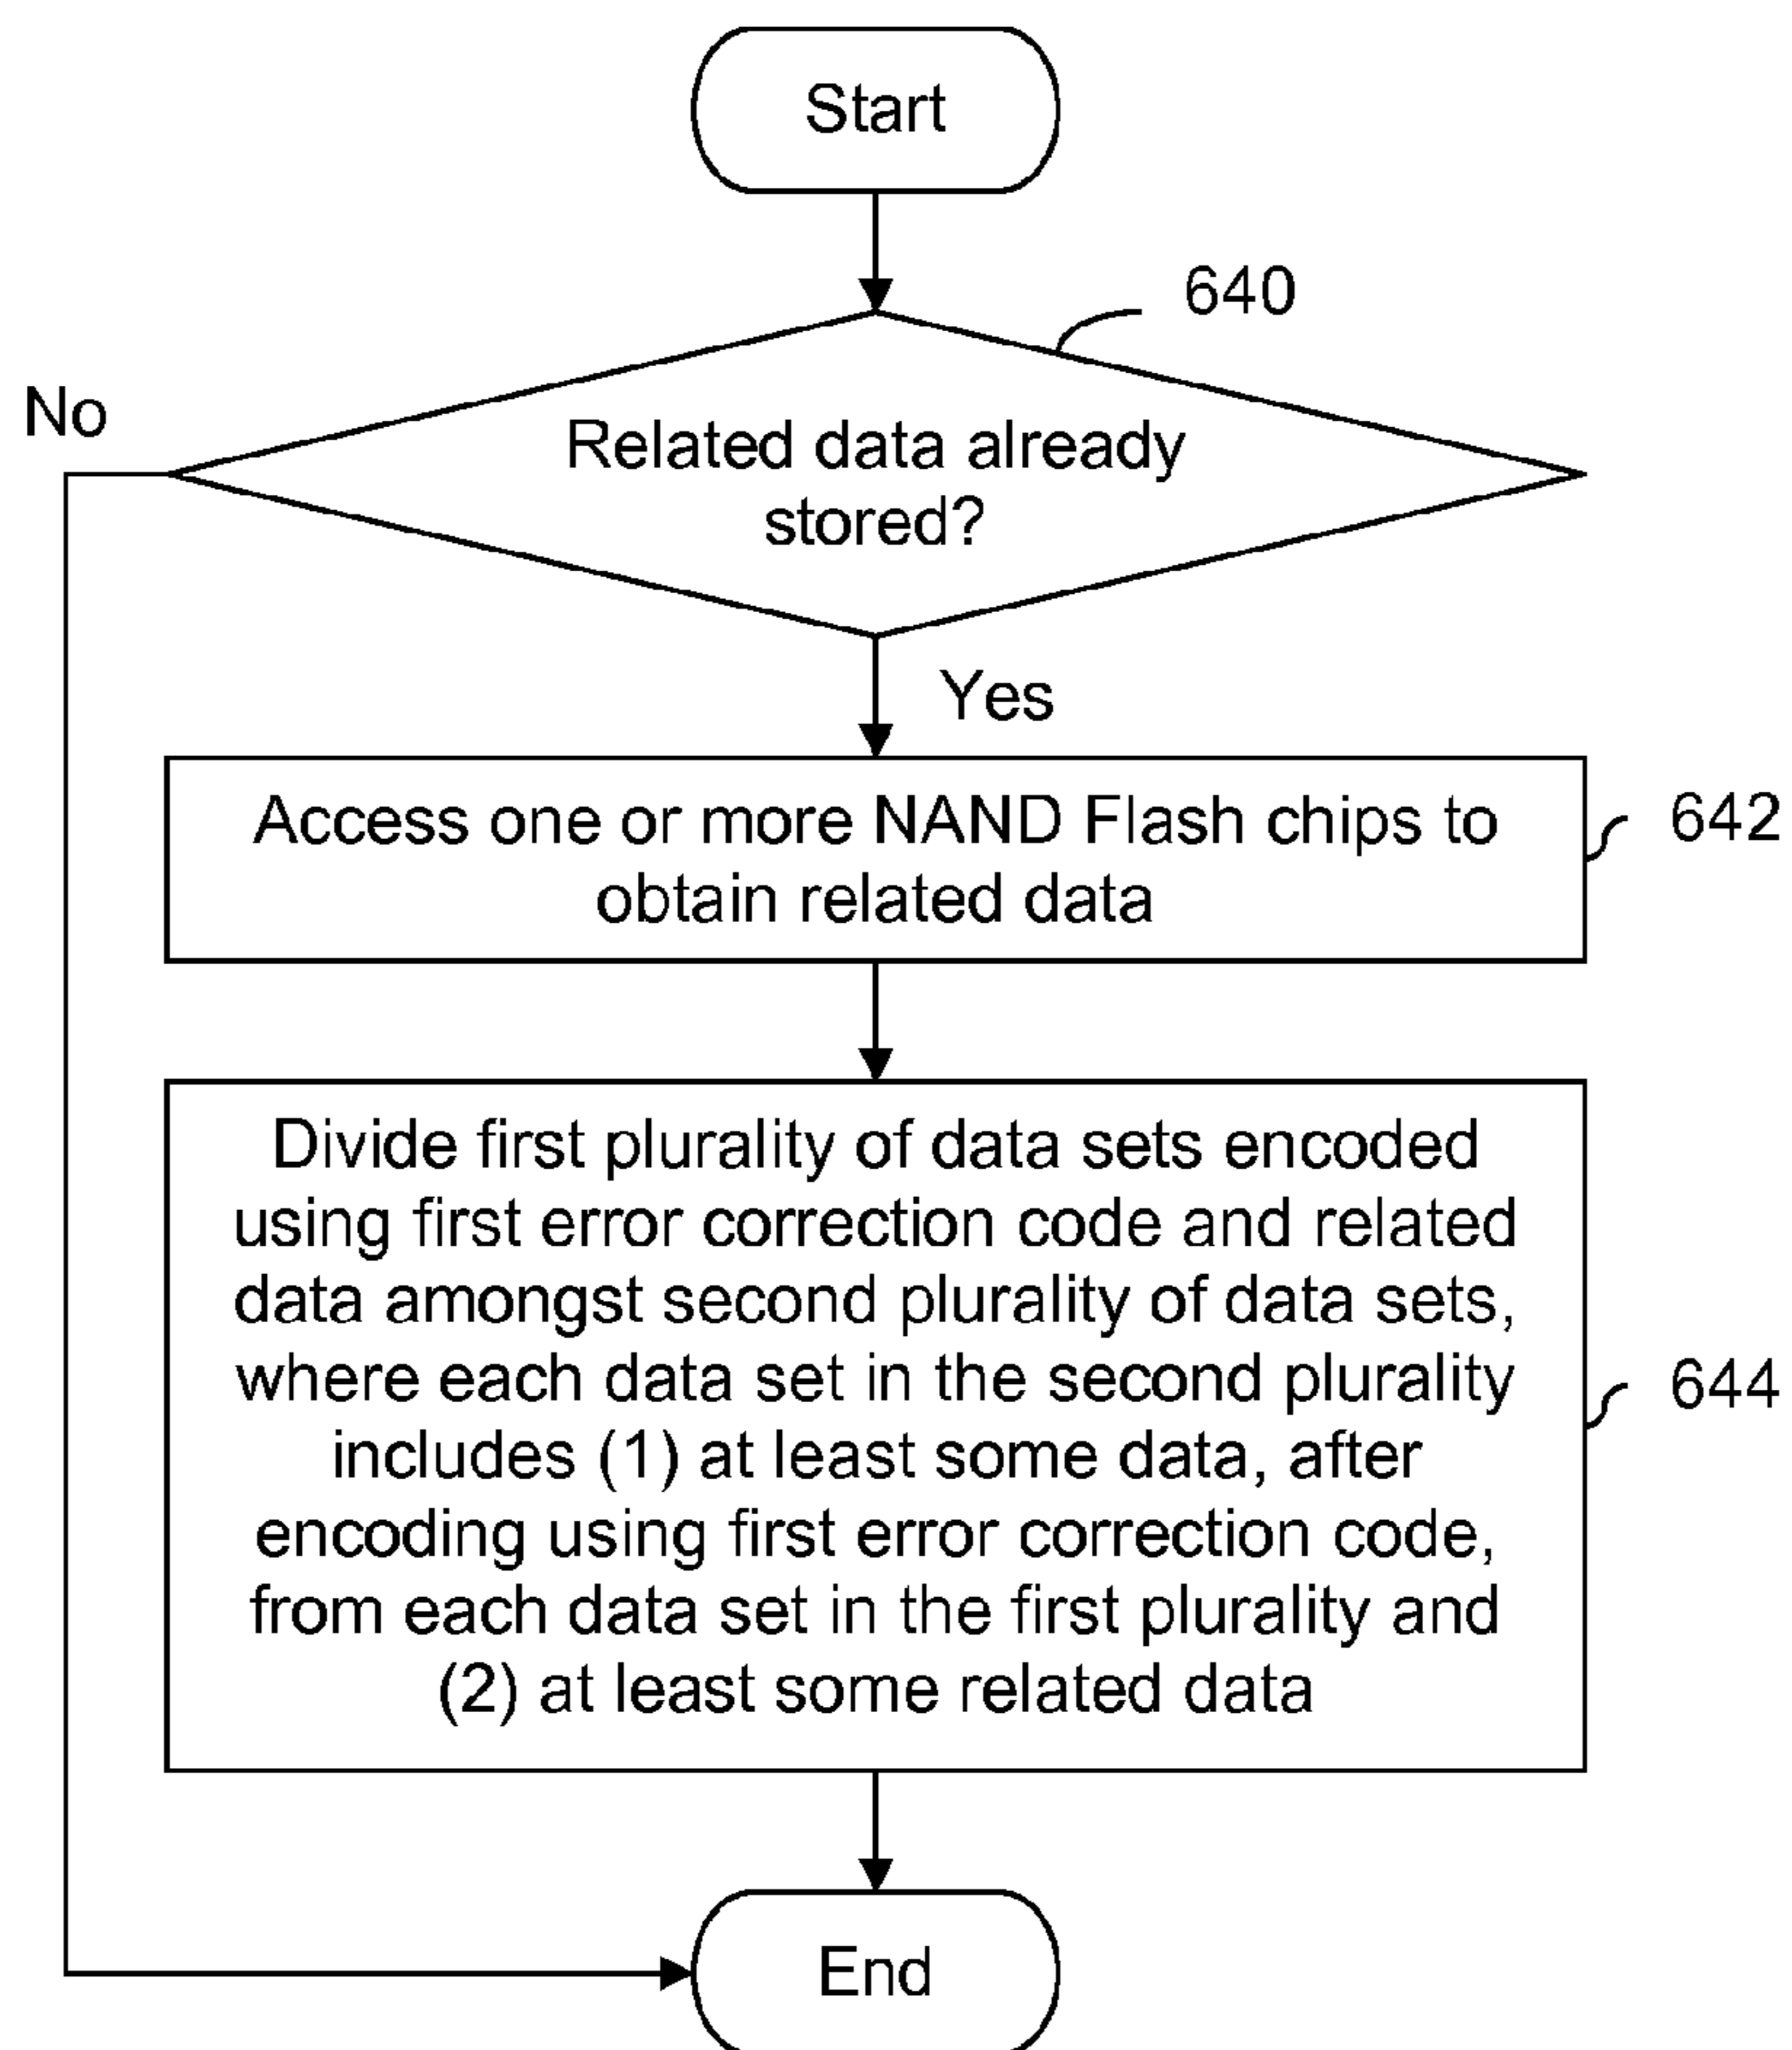 Start
640
No
Related data already
stored?
Yes
Access one or more NAND Flash chips to
obtain related data
642
Divide first plurality of data sets encoded
using first error correction code and related
data amongst second plurality of data sets,
where each data set in the second plurality
includes (1) at least some data, after
encoding using first error correction code,
from each data set in the first plurality and
(2) at least some related data
644
End